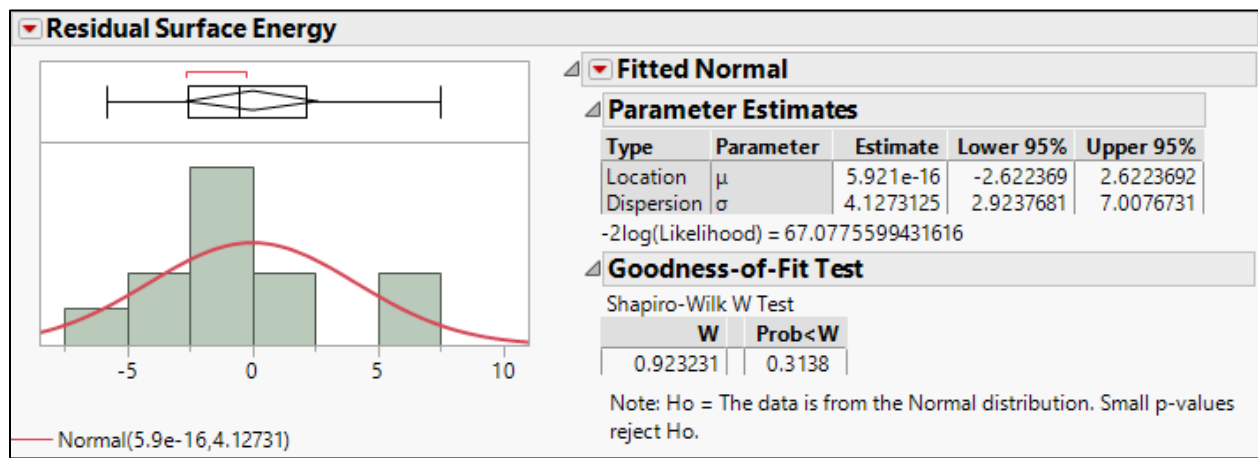 Residual Surface Energy
-5 0 5 10
Normal(5.9e-16,4.12731)
Fitted Normal
Parameter Estimates
Type Parameter Estimate Lower 95% Upper 95%
Location μ 5.921e-16 -2.622369 2.6223692
Dispersion σ 4.1273125 2.9237681 7.0076731
-2log(Likelihood) = 67.0775599431616
Goodness-of-Fit Test
Shapiro-Wilk W Test
W Prob<W
0.923231 0.3138
Note: Ho = The data is from the Normal distribution. Small p-values
reject Ho.